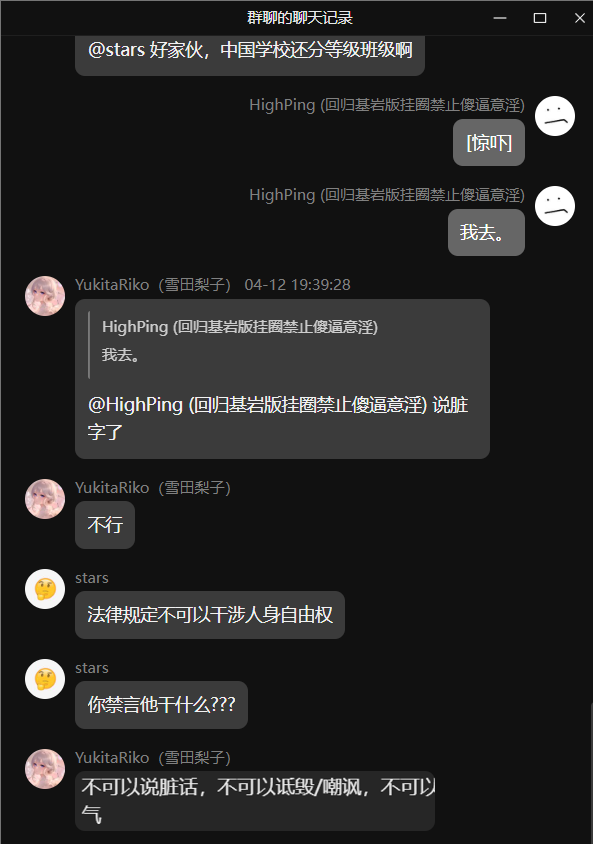 群聊的聊天记录
@stars 好家伙，中国学校还分等级班级啊
HighPing (回归基岩版挂圈禁止傻逼意淫)
[惊吓]
HighPing (回归基岩版挂圈禁止傻逼意淫)
我去。
YukitaRiko（雪田梨子） 04-12 19:39:28
HighPing (回归基岩版挂圈禁止傻逼意淫)
我去。
@HighPing (回归基岩版挂圈禁止傻逼意淫) 说脏
字了
YukitaRiko（雪田梨子）
不行
stars
法律规定不可以干涉人身自由权
stars
你禁言他干什么???
YukitaRiko（雪田梨子）
不可以说脏话，不可以诋毁/嘲讽，不可以
气